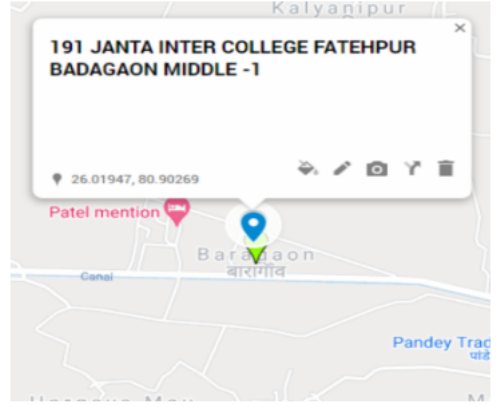 Kalyanipur
191 JANTA INTER COLLEGE FATEHPUR
BADAGAON MIDDLE -1
26.01947, 80.90269
Patel mention
Baragaon
बारागाँव
Canal
Pandey Trad